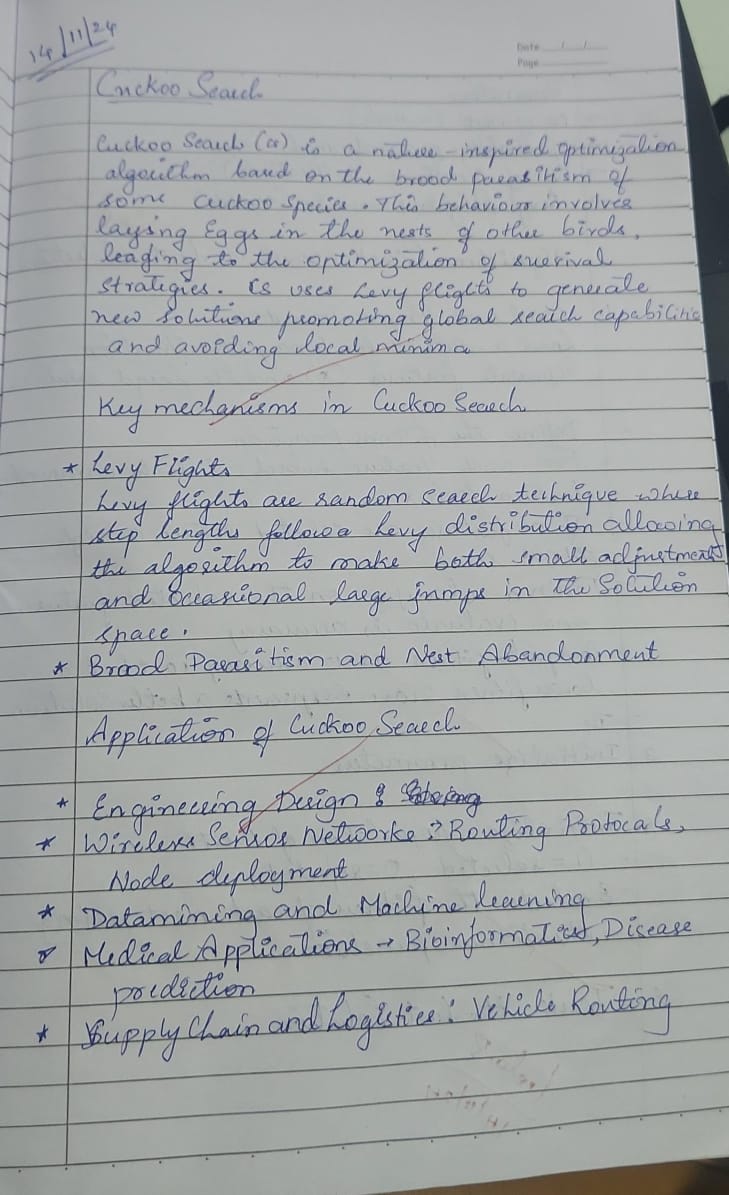 14/11/24
Date / /
Page
Cuckoo Search
Cuckoo Search (cs) is a nature-inspired optimization
algorithm based on the brood parasitism of
some cuckoo species. This behaviour involves
laying Eggs in the nests of other birds,
leading to the optimization of survival
strategies. CS uses Levy flights to generate
new solutions promoting global search capabilities
and avoiding local minima
Key mechanisms in Cuckoo Search
* Levy Flights
Levy flights are random search technique where
step lengths follow a Levy distribution allowing
the algorithm to make both small adjustments
and occasional large jumps in the Solution
space.
* Brood Parasitism and Nest Abandonment
Application of Cuckoo Search
* Engineering Design :
* Wireless Sensor Networks : Routing Protocals,
Node deployment
* Datamining and Machine learning :
* Medical Applications → Bioinformatics, Disease
prediction
* Supply Chain and Logistics : Vehicle Routing